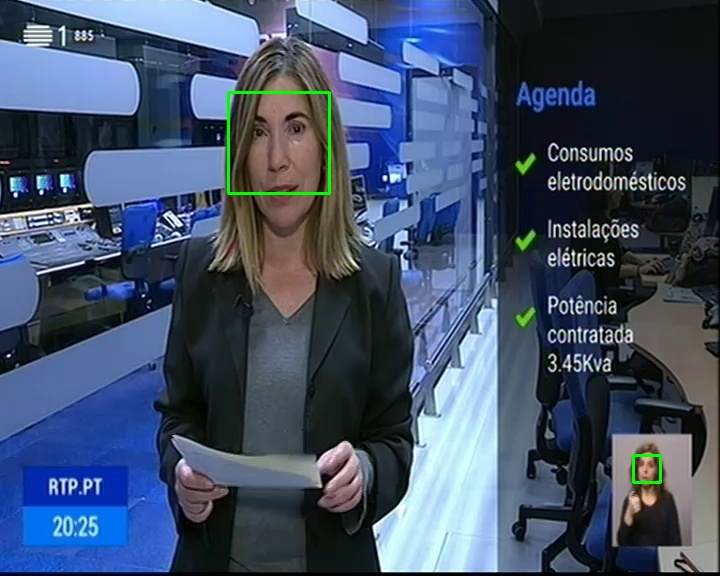 1 885
Agenda
Consumos
eletrodomésticos
Instalações
elétricas
Potência
contratada
3.45Kva
RTP.PT
20:25